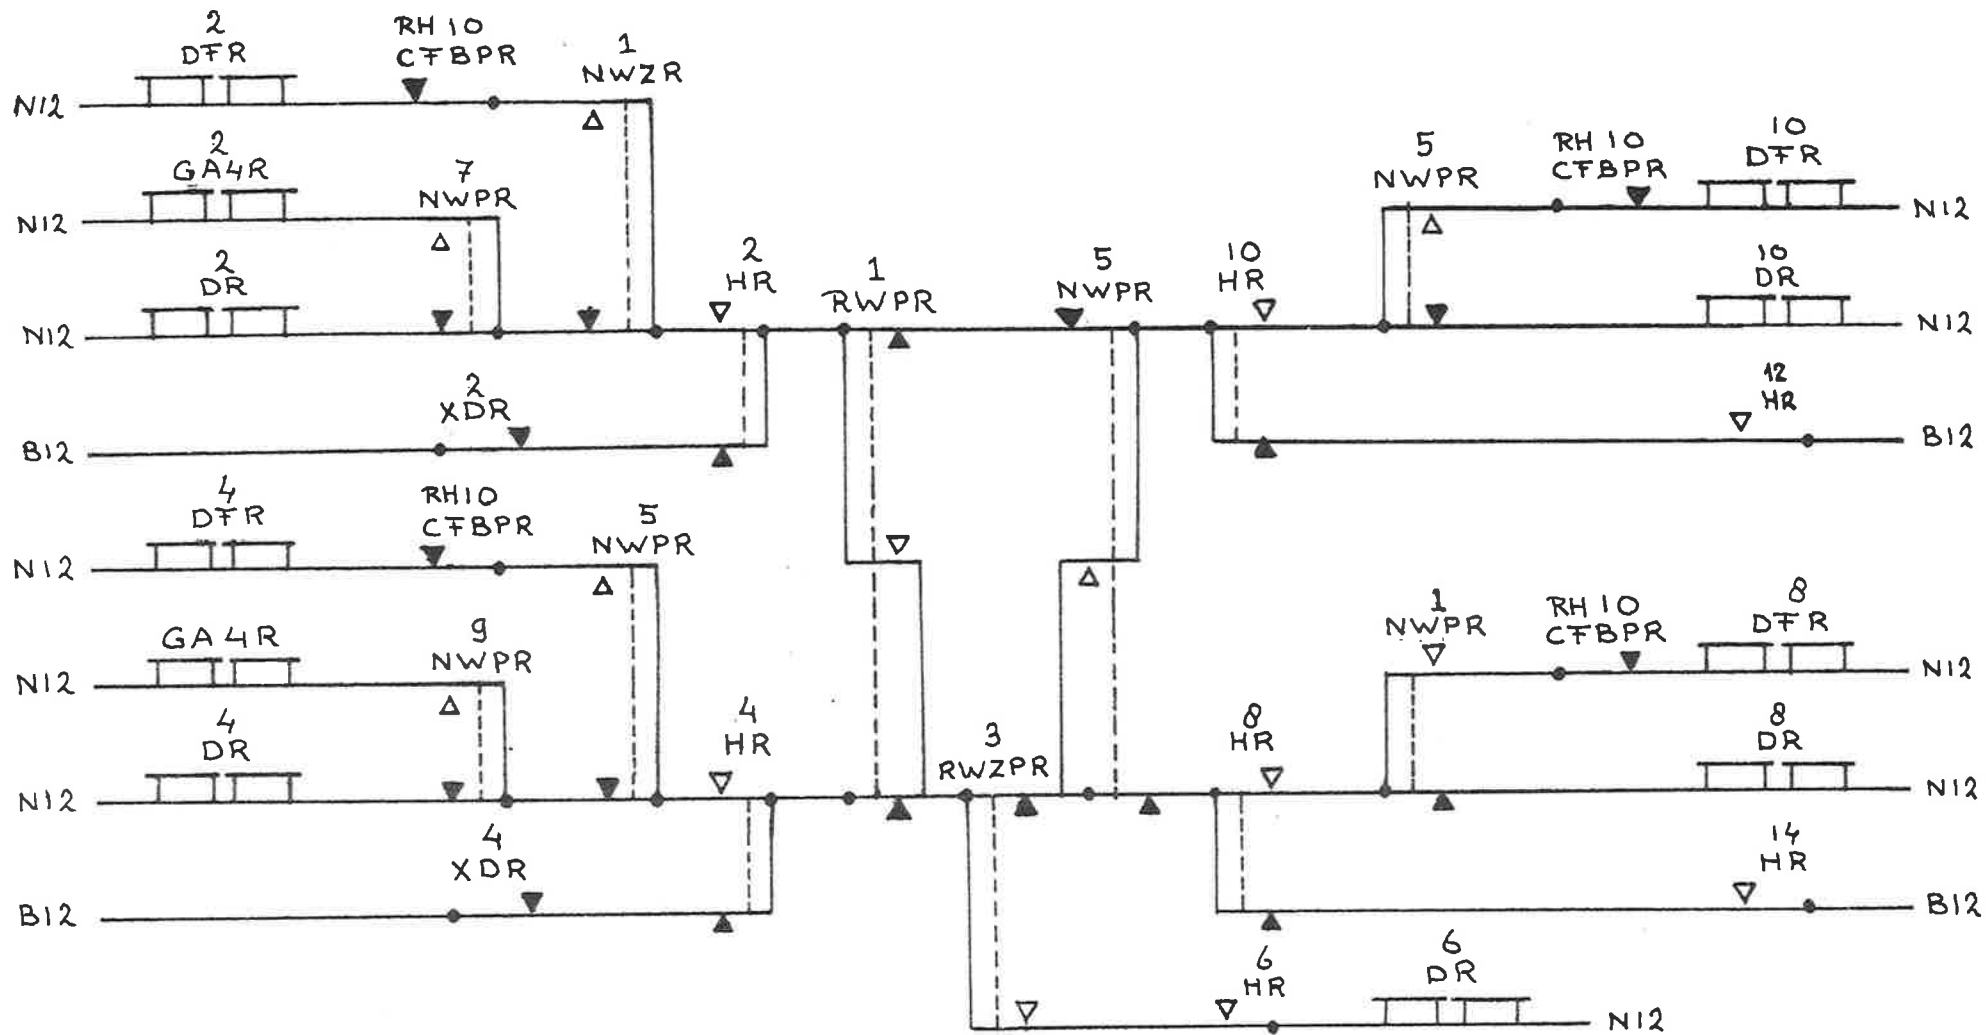 2
DFR
RH 10
CFBPR
1
NWZR
N12
2
GA4R
7
NWPR
N12
2
DR
N12
2
HR
1
RWPR
5
NWPR
10
HR
5
NWPR
RH 10
CFBPR
10
DFR
N12
10
DR
N12
2
XDR
B12
12
HR
B12
4
DFR
RH10
CFBPR
5
NWPR
N12
GA4R
9
NWPR
N12
4
DR
N12
4
HR
3
RWZPR
8
HR
1
NWPR
RH 10
CFBPR
8
DFR
N12
8
DR
N12
4
XDR
B12
14
HR
B12
6
HR
6
DR
N12